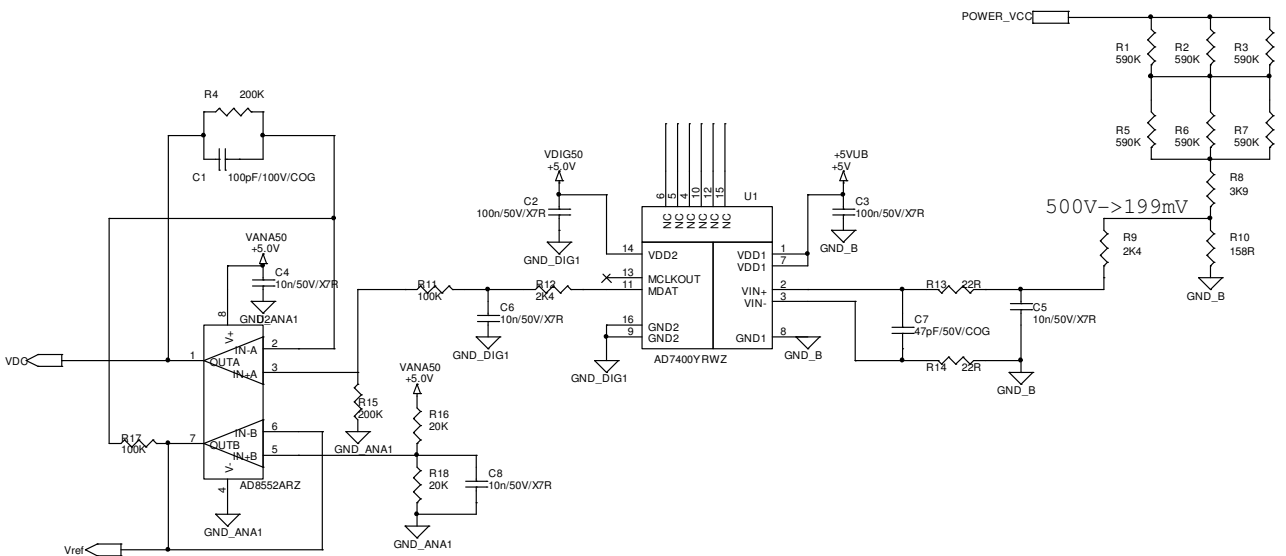 POWER_VCC
R1
590K
R2
590K
R3
590K
R4 200K
C1 100pF/100V/COG
R5
590K
R6
590K
R7
590K
R8
3K9
500V->199mV
R9
2K4
R10
158R
GND_B
VDIG50
+5.0V
C2
100n/50V/X7R
GND_DIG1
6 5 4 10 12 15
NC NC NC NC NC NC
U1
+5VUB
+5V
C3
100n/50V/X7R
GND_B
14 VDD2
13 MCLKOUT
11 MDAT
16 GND2
9 GND2
VDD1 1
VDD1 7
VIN+ 2
VIN- 3
GND1 8
AD7400YRWZ
GND_B
GND_DIG1
R13 22R
C7
47pF/50V/COG
C5
10n/50V/X7R
R14 22R
GND_B
VANA50
+5.0V
C4
10n/50V/X7R
GND2ANA1
R11
100K
R12
2K4
C6
10n/50V/X7R
GND_DIG1
8
V+
IN-A 2
1 OUTA
IN+A 3
VDC
R15
200K
GND_ANA1
VANA50
+5.0V
R16
20K
R17
100K
IN-B 6
7 OUTB
IN+B 5
V-
4
AD8552ARZ
GND_ANA1
R18
20K
C8
10n/50V/X7R
GND_ANA1
Vref